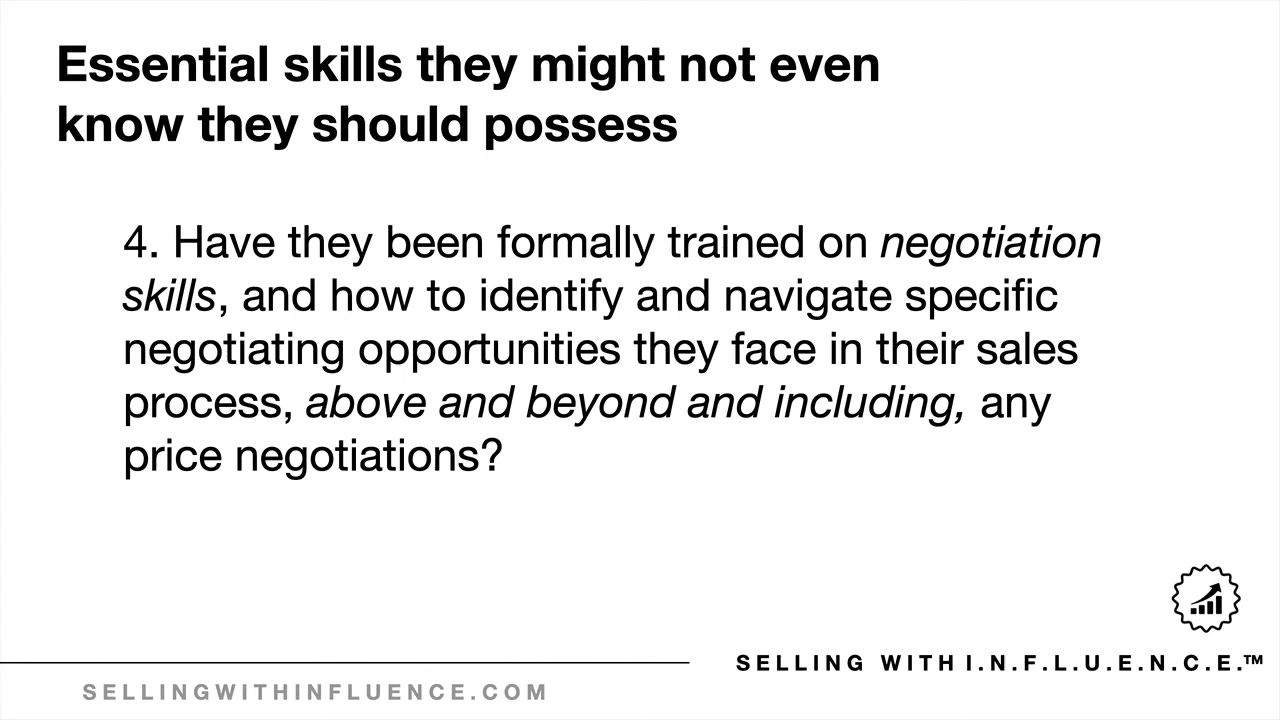 Essential skills they might not even
know they should possess
4. Have they been formally trained on negotiation
skills, and how to identify and navigate specific
negotiating opportunities they face in their sales
process, above and beyond and including, any
price negotiations?
SELLING WITH I.N.F.L.U.E.N.C.E.™
SELLINGWITHINFLUENCE.COM